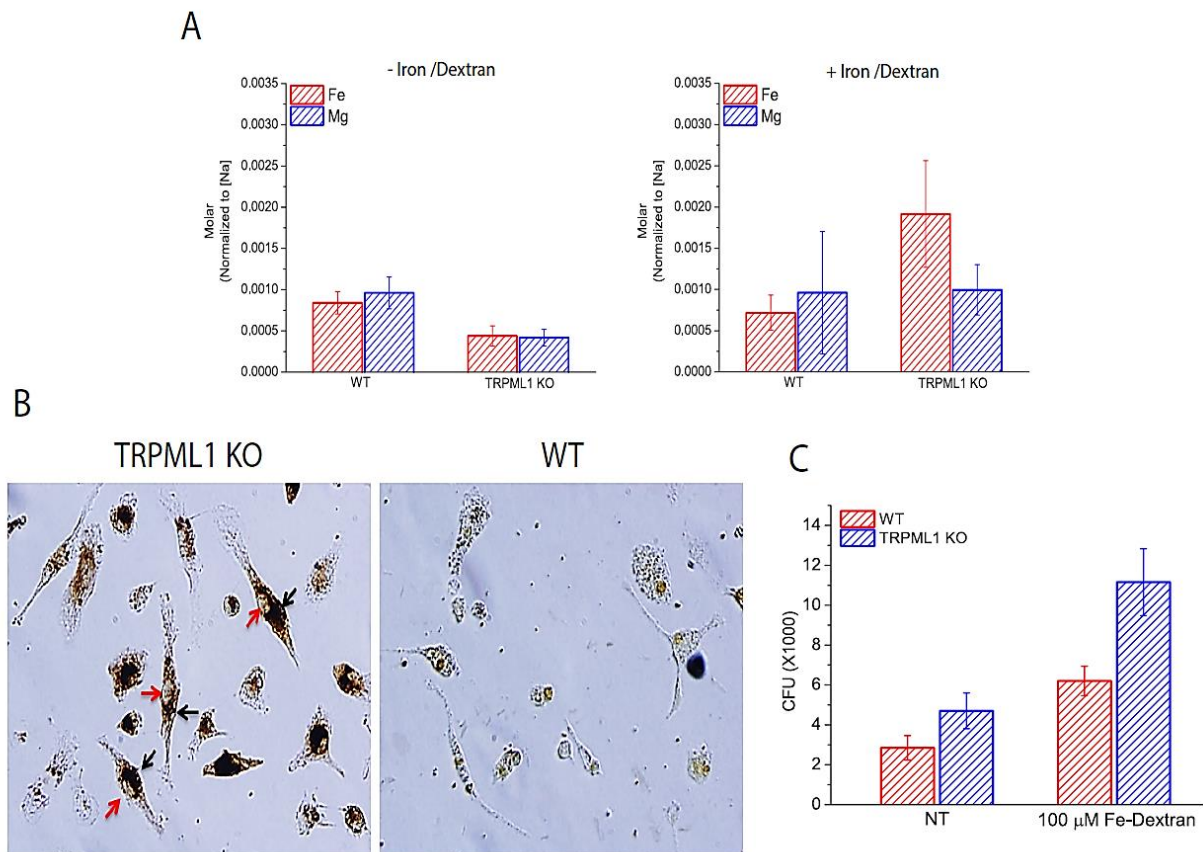 A
- Iron /Dextran
Fe
Mg
0.0035
0.0030
0.0025
0.0020
0.0015
0.0010
0.0005
0.0000
Molar
(Normalized to [Na]
WT
TRPML1 KO
+ Iron /Dextran
Fe
Mg
0.0035
0.0030
0.0025
0.0020
0.0015
0.0010
0.0005
0.0000
Molar
(Normalized to [Na]
WT
TRPML1 KO
B
TRPML1 KO
WT
C
WT
TRPML1 KO
14
12
10
8
6
4
2
0
CFU (X1000)
NT
100 μM Fe-Dextran